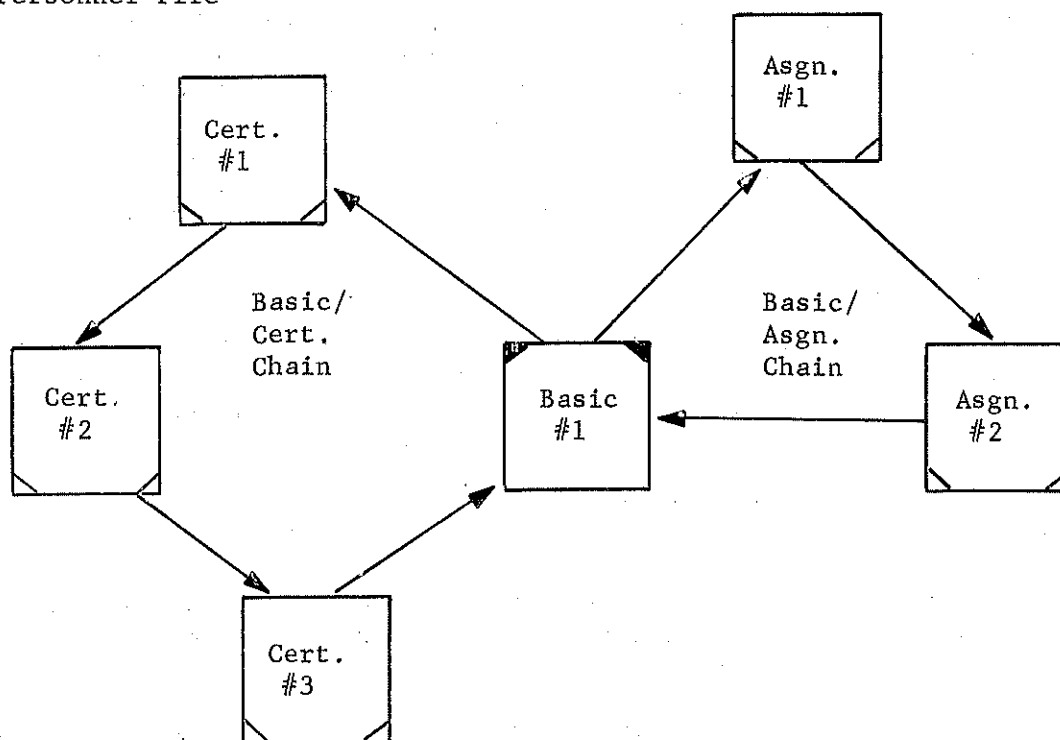 Asgn.
#1
Cert.
#1
Basic/
Cert.
Chain
Basic/
Asgn.
Chain
Cert.
#2
Basic
#1
Asgn.
#2
Cert.
#3